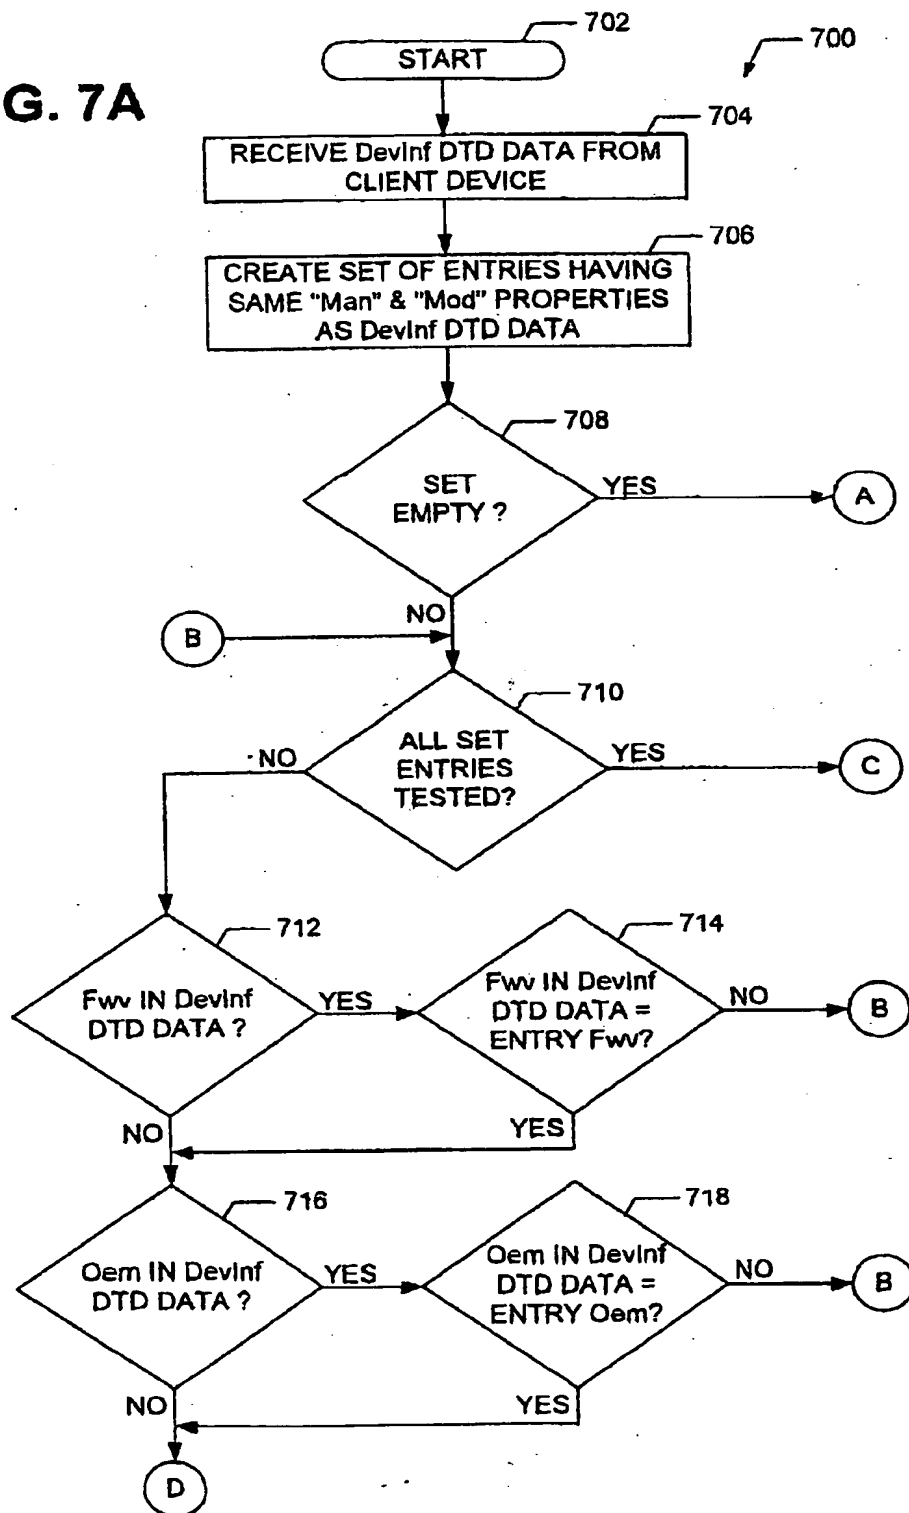 G. 7A
702
START
700
704
RECEIVE DevInf DTD DATA FROM
CLIENT DEVICE
706
CREATE SET OF ENTRIES HAVING
SAME "Man" & "Mod" PROPERTIES
AS DevInf DTD DATA
708
SET
EMPTY ?
YES
A
NO
B
710
ALL SET
ENTRIES
TESTED?
NO
YES
C
712
Fwv IN DevInf
DTD DATA ?
YES
714
Fwv IN DevInf
DTD DATA =
ENTRY Fwv?
NO
B
NO
YES
716
Oem IN DevInf
DTD DATA ?
YES
718
Oem IN DevInf
DTD DATA =
ENTRY Oem?
NO
B
NO
YES
D